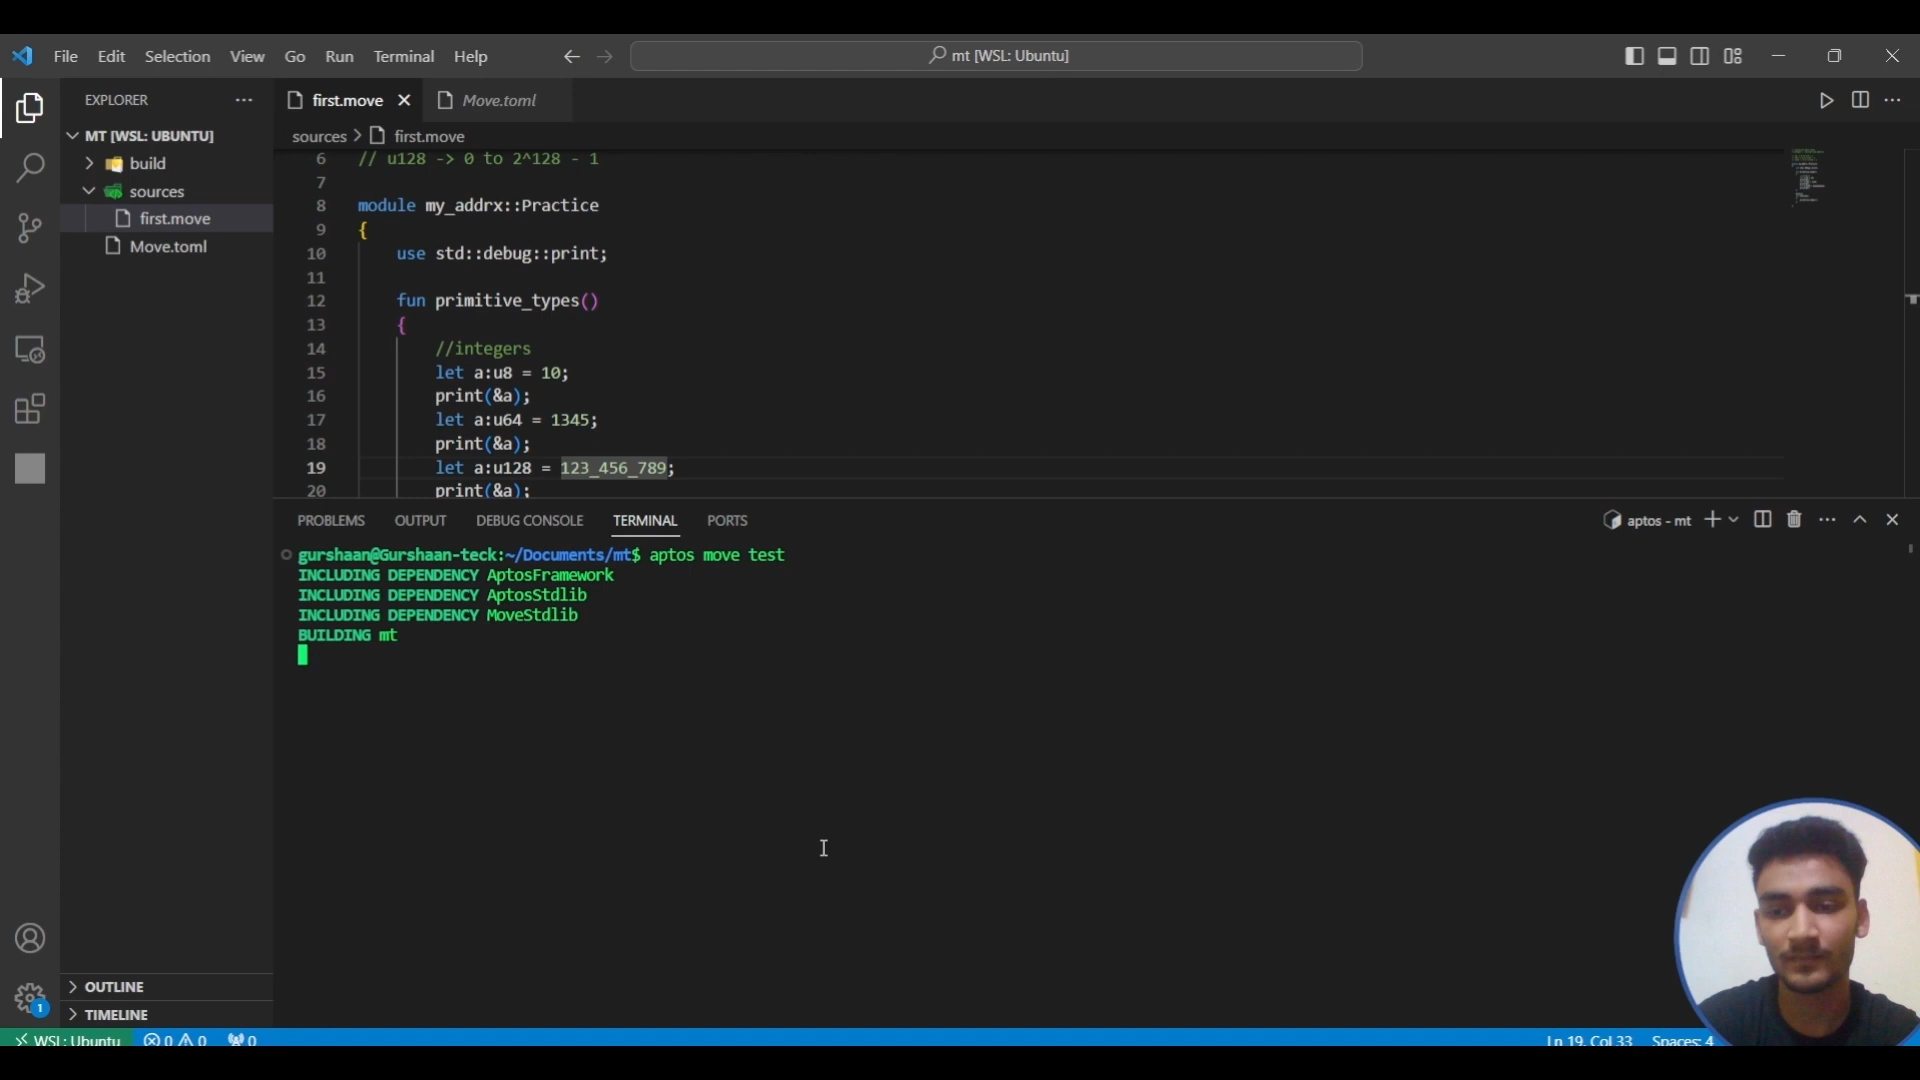 File Edit Selection View Go Run Terminal Help
mt [WSL: Ubuntu]
EXPLORER
MT [WSL: UBUNTU]
build
sources
first.move
Move.toml
OUTLINE
TIMELINE
first.move Move.toml
sources > first.move
6 // u128 -> 0 to 2^128 - 1
7
8 module my_addrx::Practice
9 {
10 use std::debug::print;
11
12 fun primitive_types()
13 {
14 //integers
15 let a:u8 = 10;
16 print(&a);
17 let a:u64 = 1345;
18 print(&a);
19 let a:u128 = 123_456_789;
20 print(&a);
PROBLEMS OUTPUT DEBUG CONSOLE TERMINAL PORTS
aptos - mt
gurshaan@Gurshaan-teck:~/Documents/mt$ aptos move test
INCLUDING DEPENDENCY AptosFramework
INCLUDING DEPENDENCY AptosStdlib
INCLUDING DEPENDENCY MoveStdlib
BUILDING mt
1
WSL: Ubuntu 0 0 0 Ln 19, Col 33 Spaces: 4